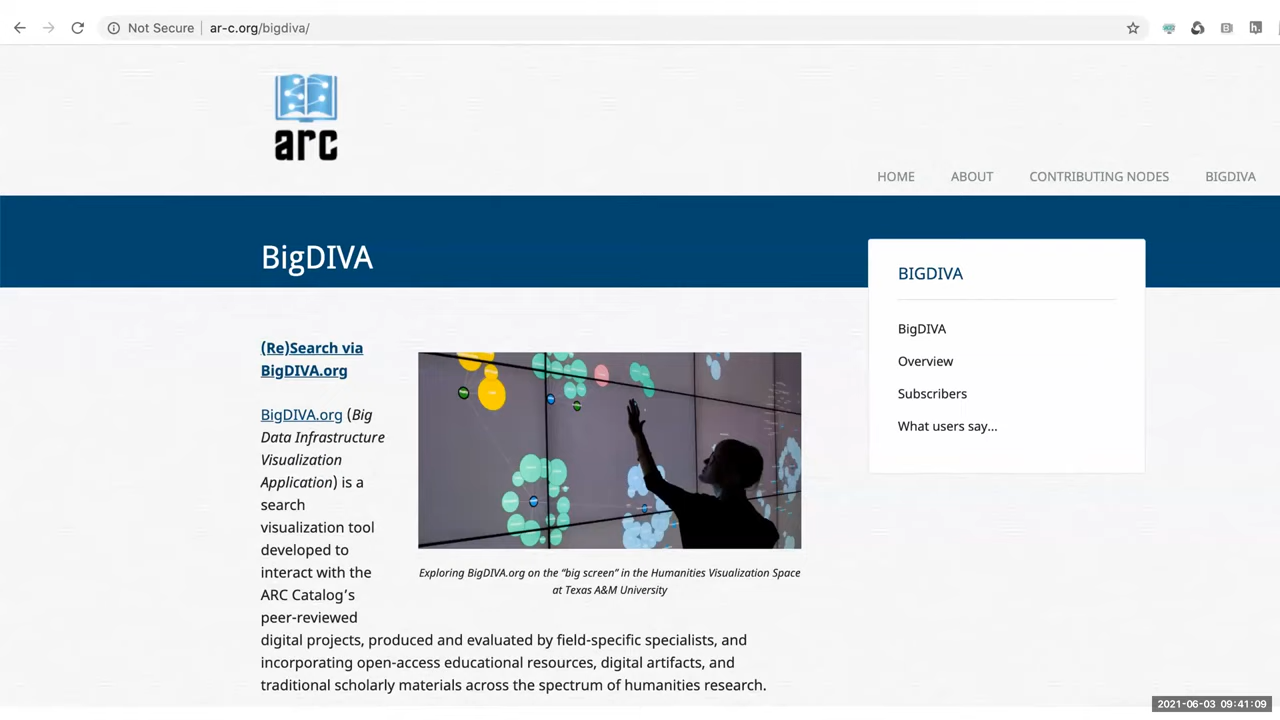 Not Secure ar-c.org/bigdiva/
arc
HOME ABOUT CONTRIBUTING NODES BIGDIVA
BigDIVA
BIGDIVA
BigDIVA
Overview
Subscribers
What users say...
(Re)Search via
BigDIVA.org
BigDIVA.org (Big
Data Infrastructure
Visualization
Application) is a
search
visualization tool
developed to
interact with the
ARC Catalog’s
peer-reviewed
digital projects, produced and evaluated by field-specific specialists, and
incorporating open-access educational resources, digital artifacts, and
traditional scholarly materials across the spectrum of humanities research.
Exploring BigDIVA.org on the “big screen” in the Humanities Visualization Space
at Texas A&M University
2021-06-03 09:41:09